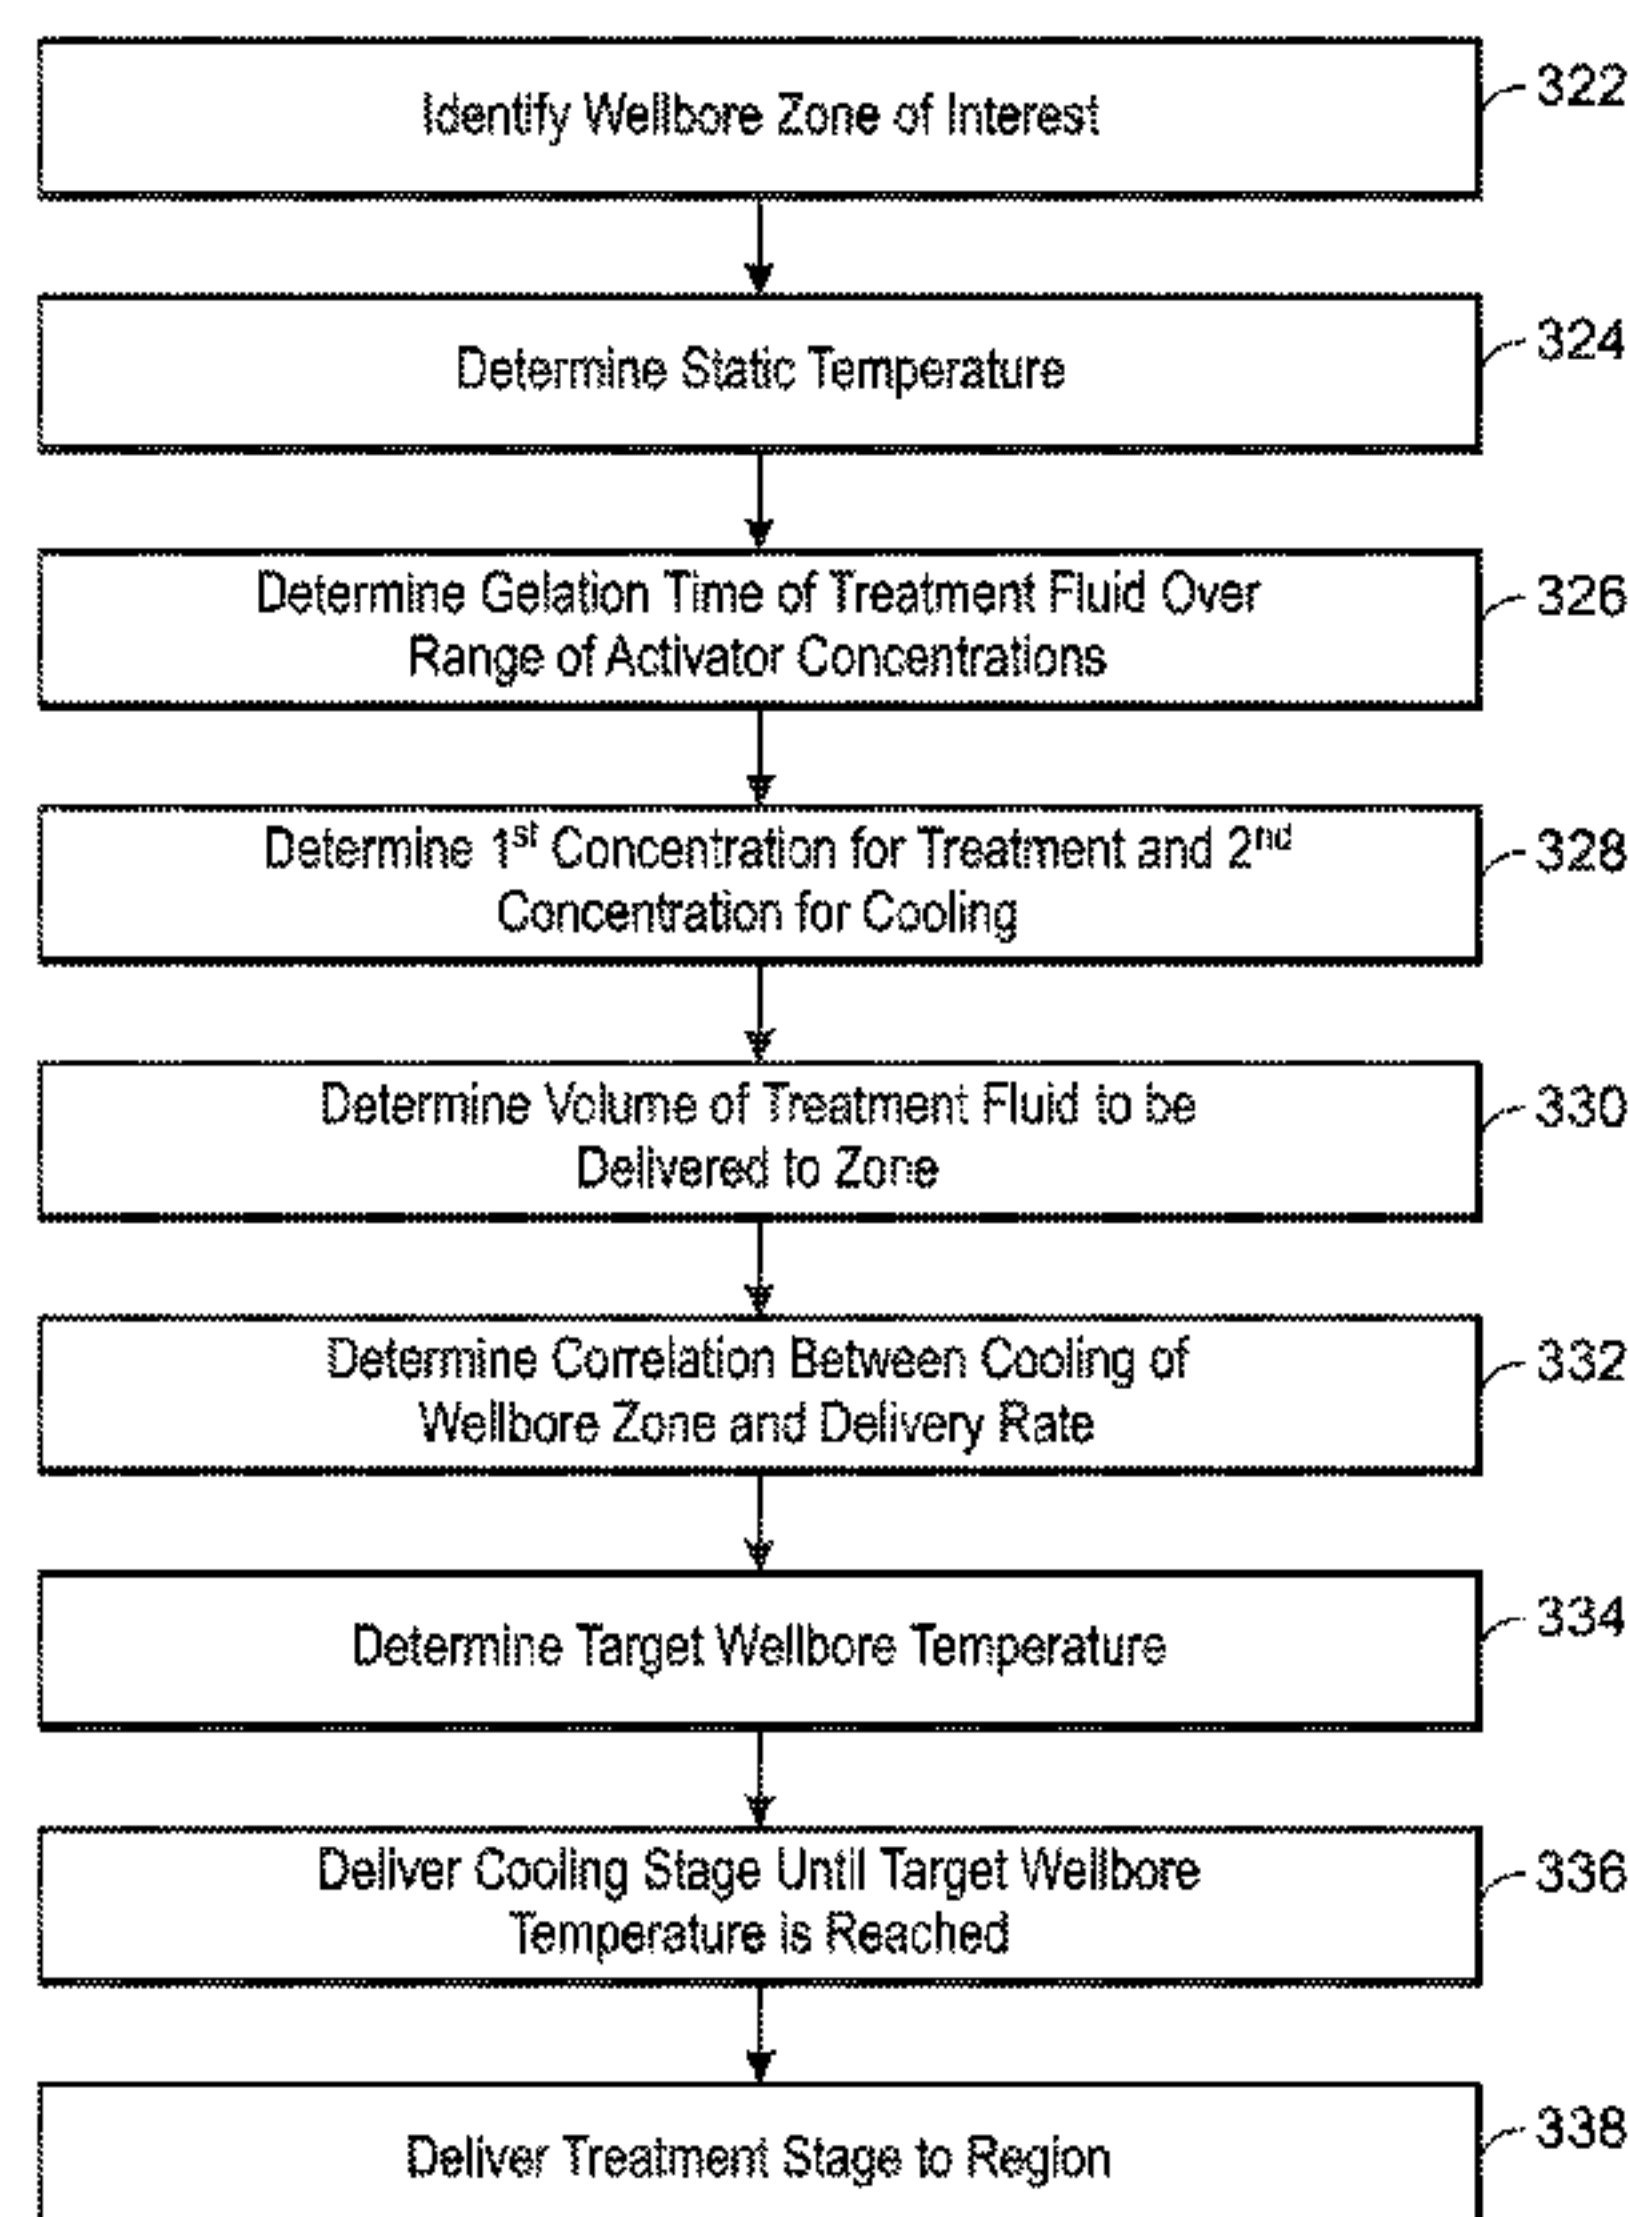 Identify Wellbore Zone of Interest
322
Determine Static Temperature
324
Determine Gelation Time of Treatment Fluid Over
Range of Activator Concentrations
326
Determine 1st Concentration for Treatment and 2nd
Concentration for Cooling
328
Determine Volume of Treatment Fluid to be
Delivered to Zone
330
Determine Correlation Between Cooling of
Wellbore Zone and Delivery Rate
332
Determine Target Wellbore Temperature
334
Deliver Cooling Stage Until Target Wellbore
Temperature is Reached
336
Deliver Treatment Stage to Region
338